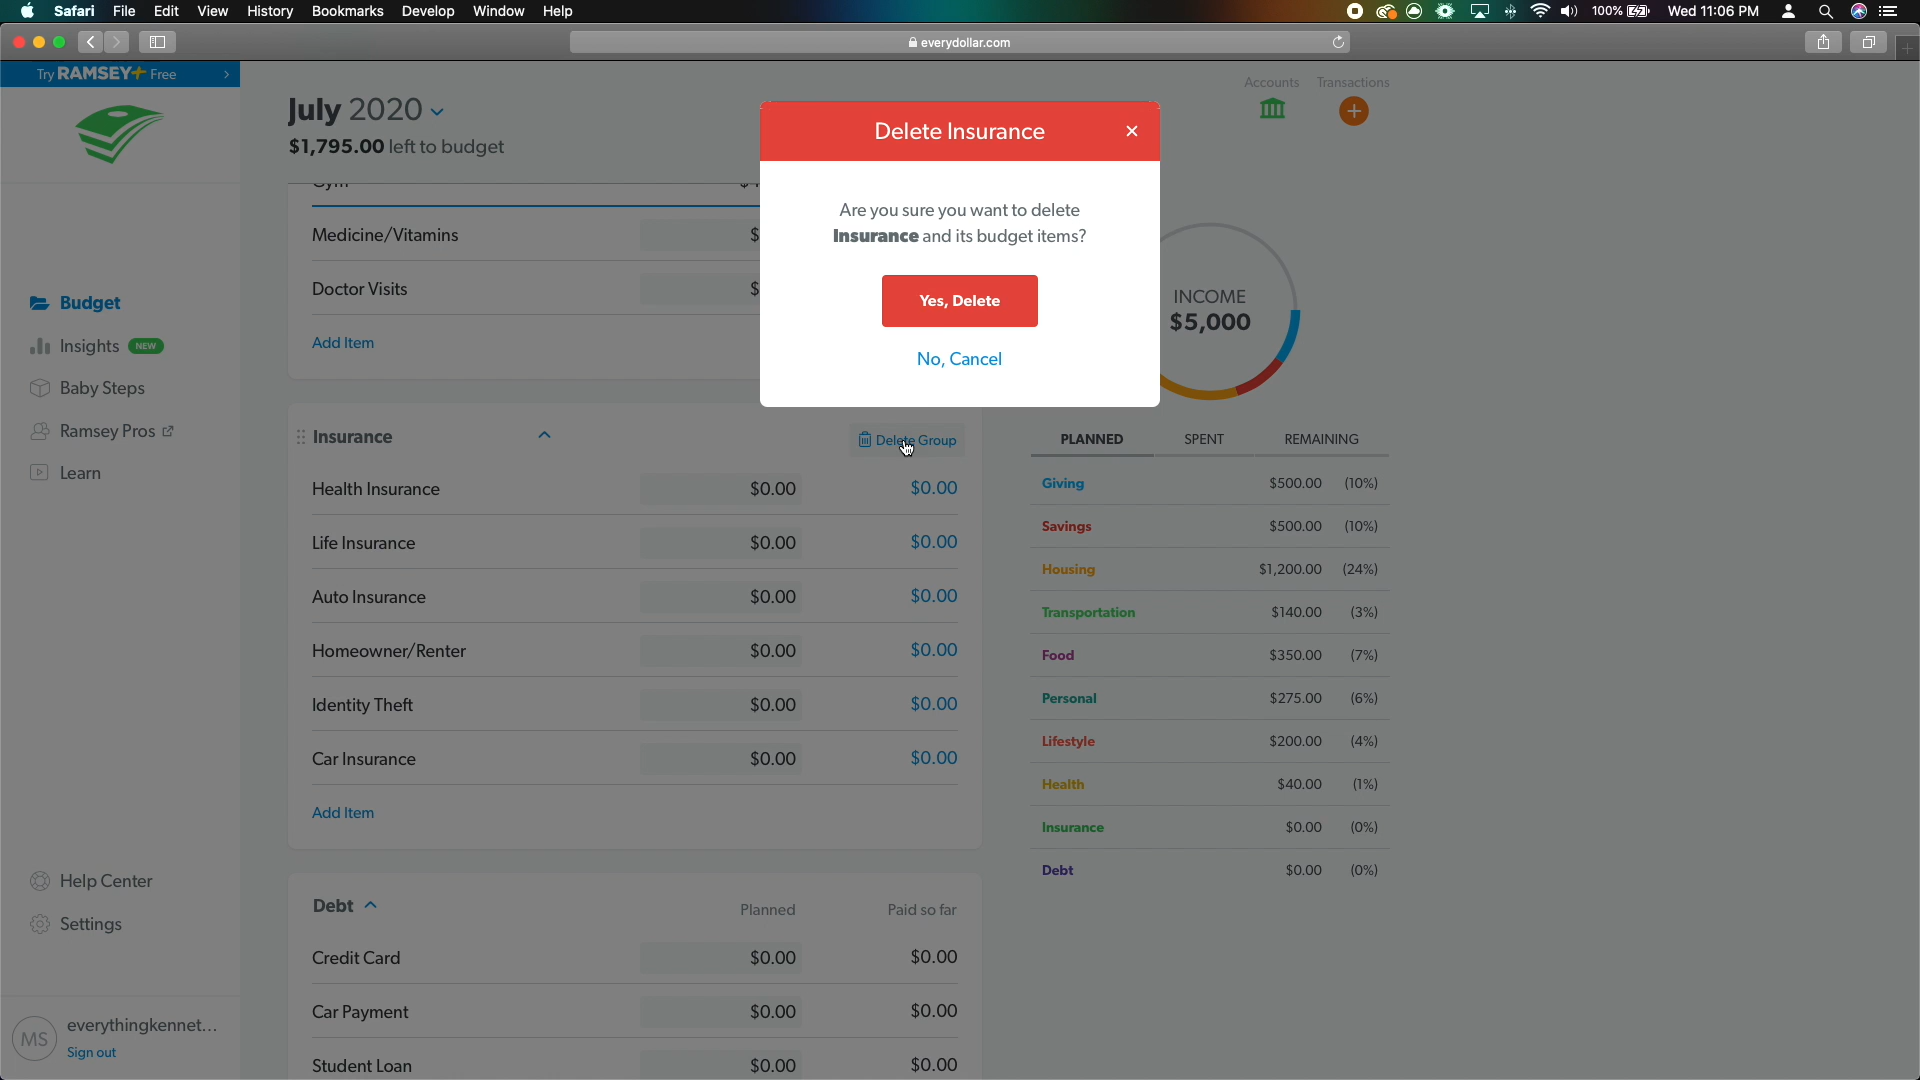 Safari File Edit View History Bookmarks Develop Window Help
100% Wed 11:06 PM
everydollar.com
Try RAMSEY+ Free
July 2020
$1,795.00 left to budget
Accounts Transactions
Budget
Insights NEW
Baby Steps
Ramsey Pros
Learn
Help Center
Settings
MS
everythingkennet...
Sign out
Medicine/Vitamins $
Doctor Visits $
Add Item
Delete Insurance
Are you sure you want to delete
Insurance and its budget items?
Yes, Delete
No, Cancel
Insurance Delete Group
Health Insurance $0.00 $0.00
Life Insurance $0.00 $0.00
Auto Insurance $0.00 $0.00
Homeowner/Renter $0.00 $0.00
Identity Theft $0.00 $0.00
Car Insurance $0.00 $0.00
Add Item
Debt Planned Paid so far
Credit Card $0.00 $0.00
Car Payment $0.00 $0.00
Student Loan $0.00 $0.00
INCOME
$5,000
PLANNED SPENT REMAINING
Giving $500.00 (10%)
Savings $500.00 (10%)
Housing $1,200.00 (24%)
Transportation $140.00 (3%)
Food $350.00 (7%)
Personal $275.00 (6%)
Lifestyle $200.00 (4%)
Health $40.00 (1%)
Insurance $0.00 (0%)
Debt $0.00 (0%)